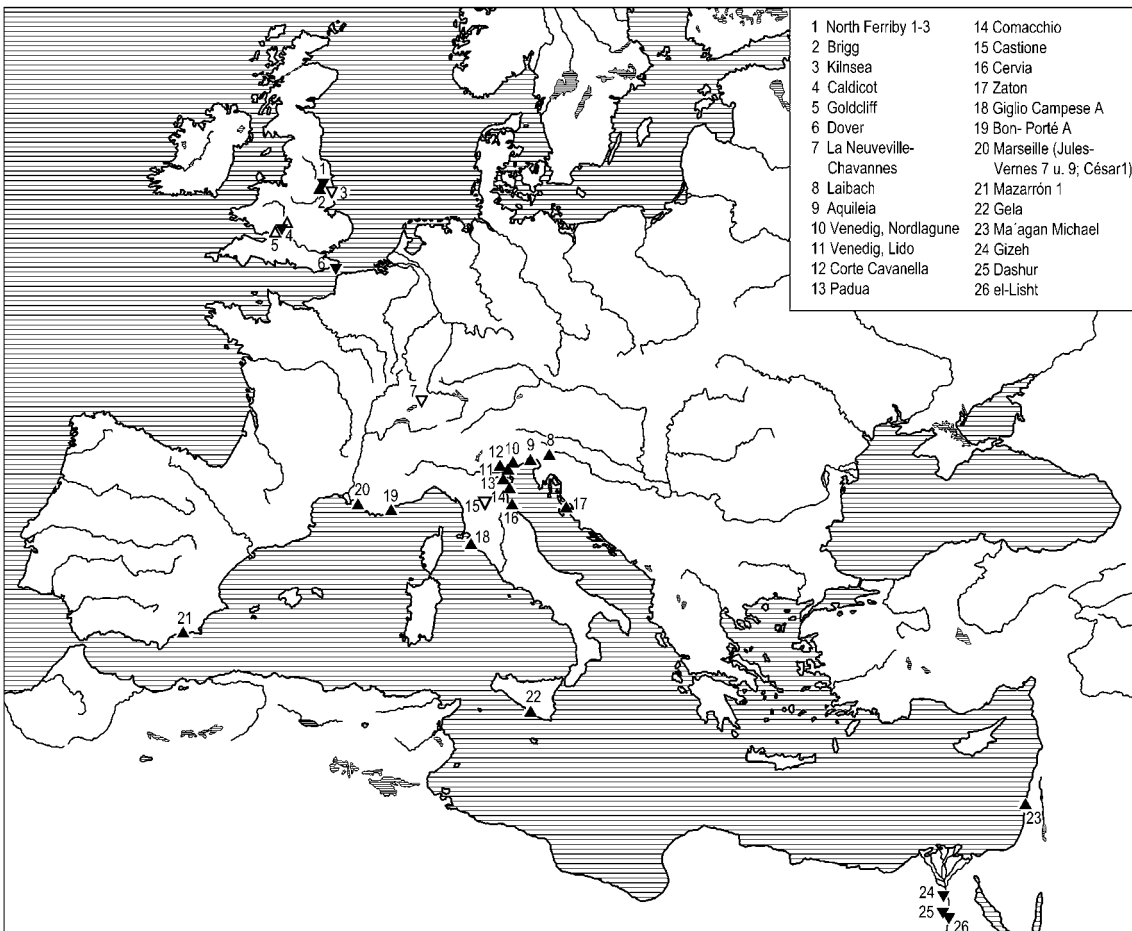 1 North Ferriby 1-3
2 Brigg
3 Kilnsea
4 Caldicot
5 Goldcliff
6 Dover
7 La Neuveville-
Chavannes
8 Laibach
9 Aquileia
10 Venedig, Nordlagune
11 Venedig, Lido
12 Corte Cavanella
13 Padua
14 Comacchio
15 Castione
16 Cervia
17 Zaton
18 Giglio Campese A
19 Bon- Porté A
20 Marseille (Jules-
Vernes 7 u. 9; César1)
21 Mazarrón 1
22 Gela
23 Ma´agan Michael
24 Gizeh
25 Dashur
26 el-Lisht
1
2
3
4
5
6
7
8
9
10
12
11
13
14
15
16
17
20
19
18
21
22
23
24
25
26